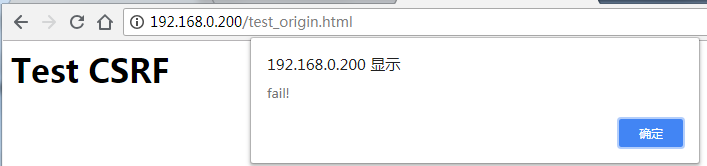 192.168.0.200/test_origin.html
Test CSRF
192.168.0.200 显示
fail!
确定